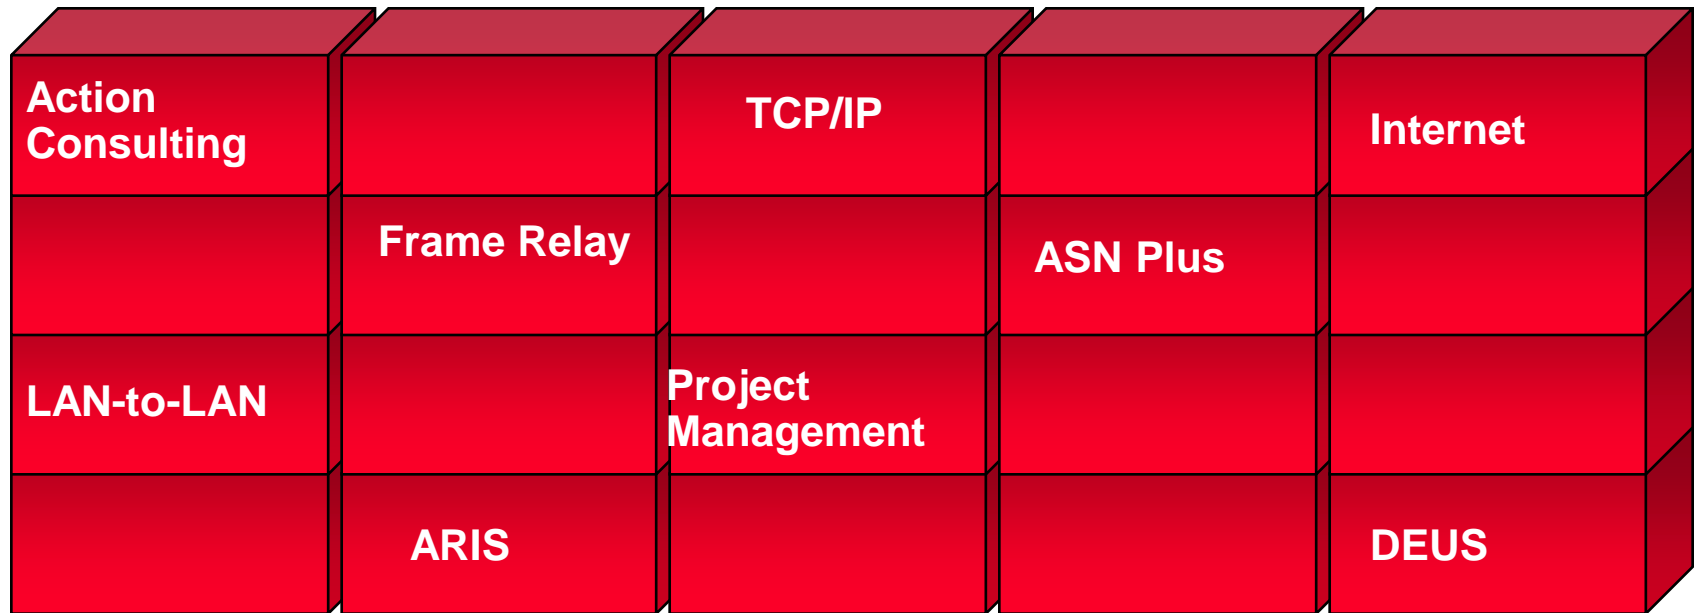 Action
Consulting
TCP/IP
Internet
Frame Relay
ASN Plus
LAN-to-LAN
Project
Management
ARIS
DEUS